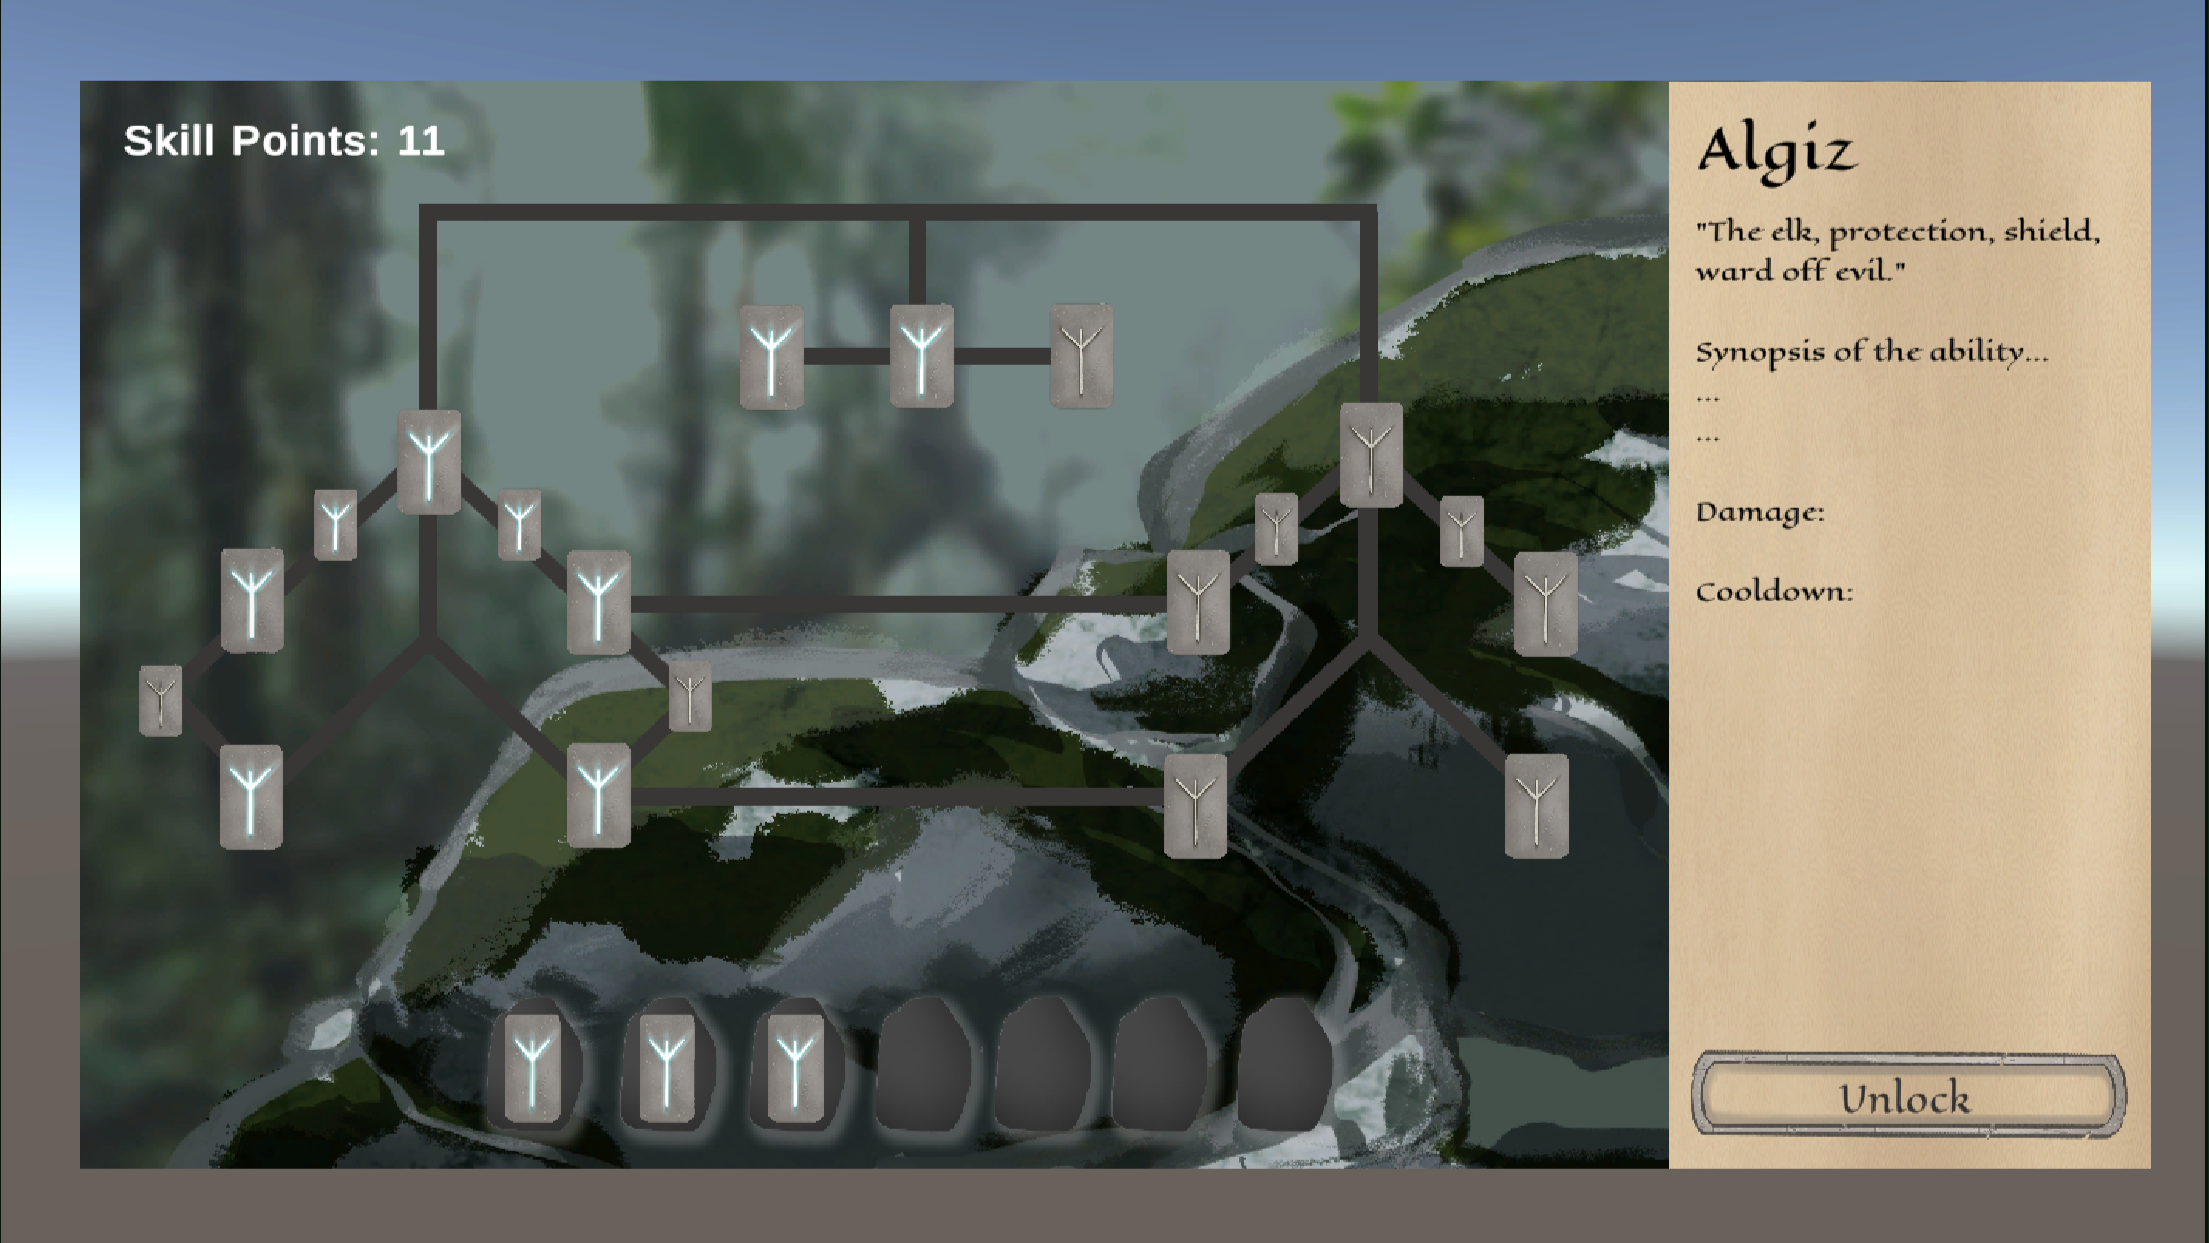 Skill Points: 11
Algiz
"The elk, protection, shield,
ward off evil."
Synopsis of the ability...
...
...
Damage:
Cooldown:
Unlock